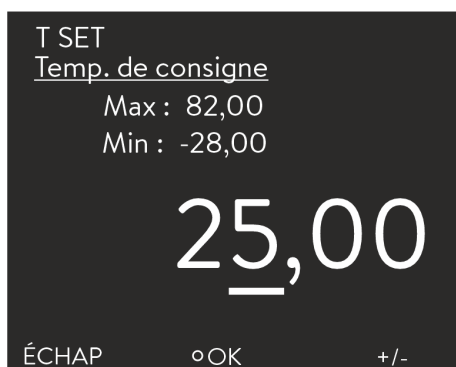 T SET
Temp. de consigne
Max : 82,00
Min : -28,00
25,00
ÉCHAP °OK +/-